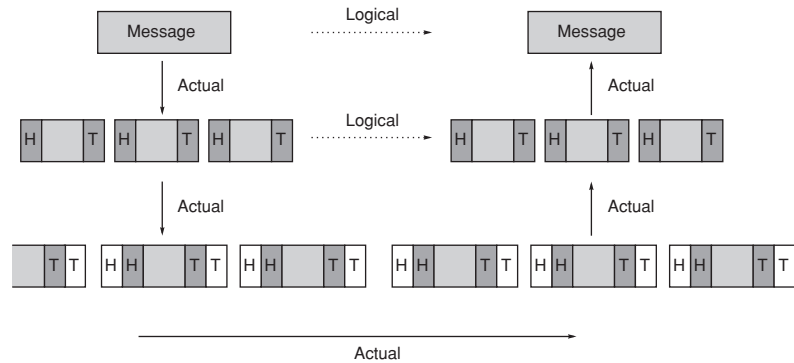 Message Logical Message
Actual Actual
H T H T H T Logical H T H T H T
Actual Actual
T T H H T T H H T T H H T T H H T T H H T T
Actual